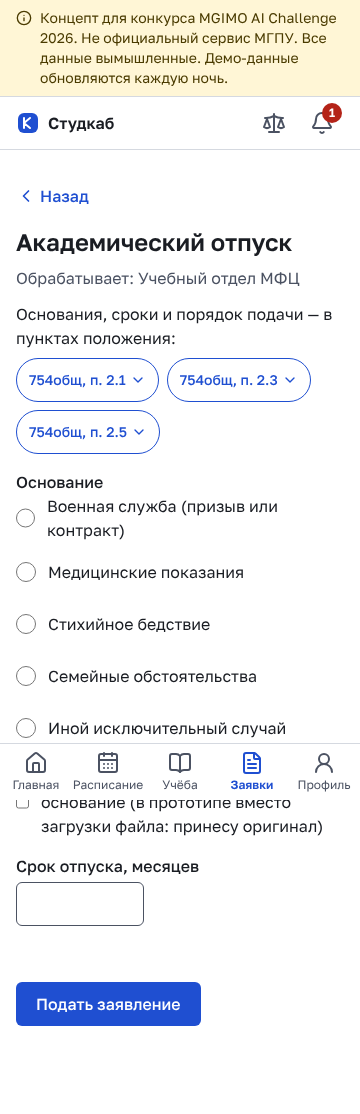 Концепт для конкурса MGIMO AI Challenge
2026. Не официальный сервис МГПУ. Все
данные вымышленные. Демо-данные
обновляются каждую ночь.
Студкаб
1
Назад
Академический отпуск
Обрабатывает: Учебный отдел МФЦ
Основания, сроки и порядок подачи — в
пунктах положения:
754общ, п. 2.1
754общ, п. 2.3
754общ, п. 2.5
Основание
Военная служба (призыв или
контракт)
Медицинские показания
Стихийное бедствие
Семейные обстоятельства
Иной исключительный случай
Главная
Расписание
Учёба
Заявки
Профиль
основание (в прототипе вместо
загрузки файла: принесу оригинал)
Срок отпуска, месяцев
Подать заявление